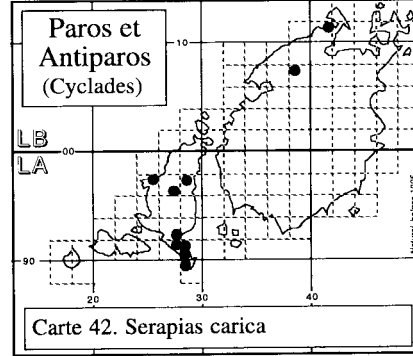 Paros et
Antiparos
(Cyclades)
10
LB
00
LA
90
20
30
40
Carte 42. Serapias carica